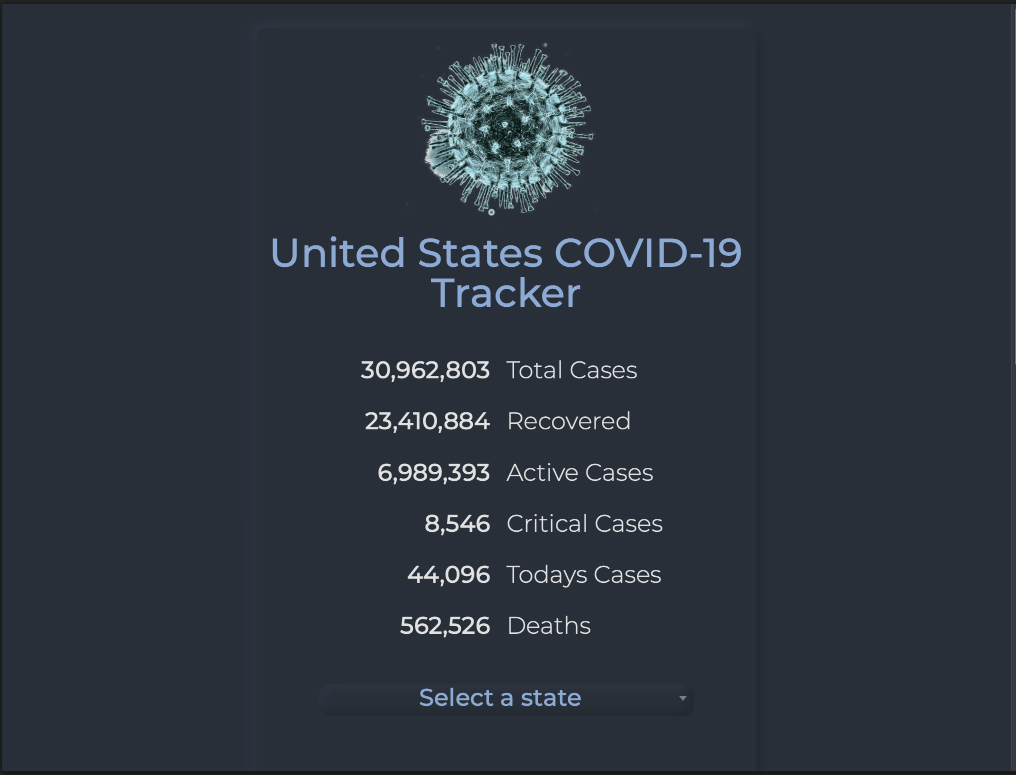 United States COVID-19
Tracker
30,962,803 Total Cases
23,410,884 Recovered
6,989,393 Active Cases
8,546 Critical Cases
44,096 Todays Cases
562,526 Deaths
Select a state